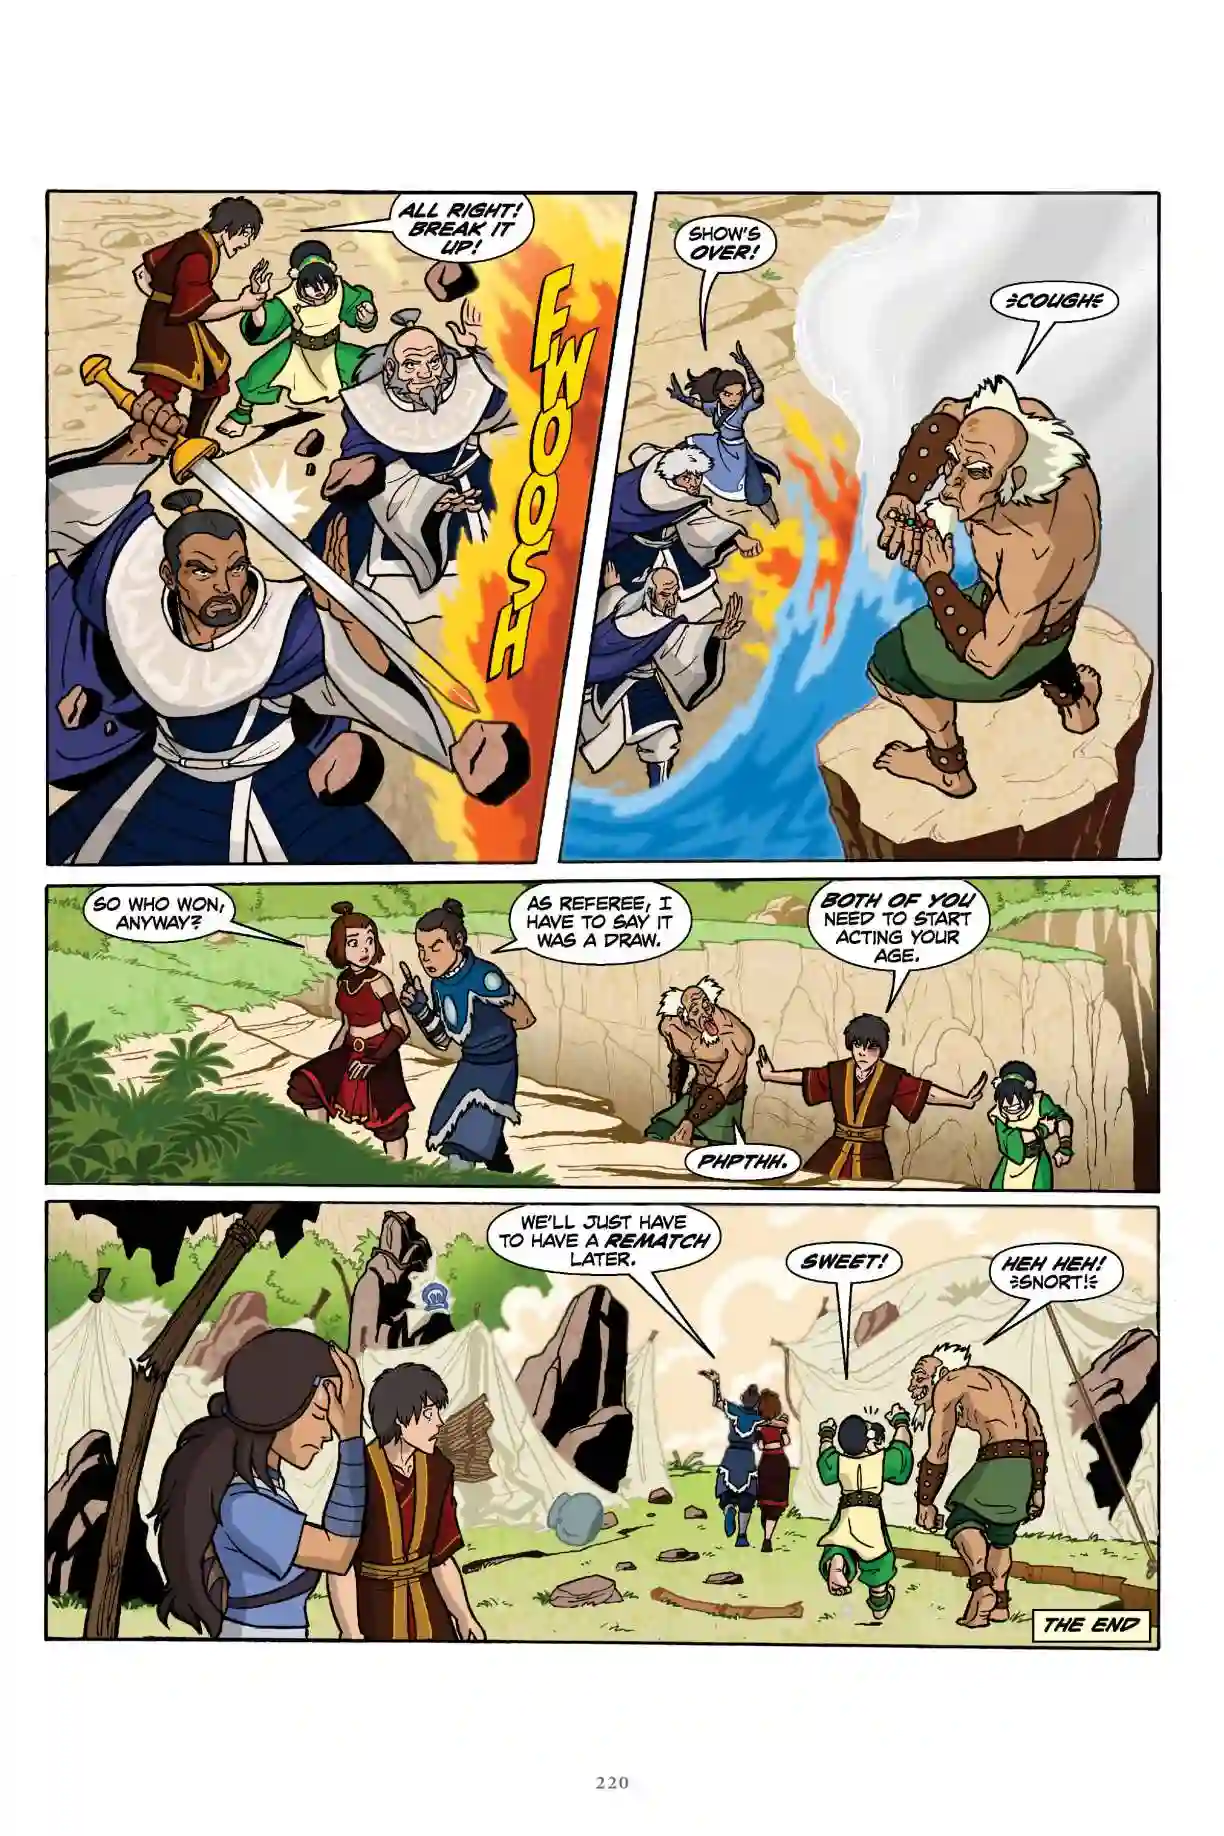 ALL RIGHT!
BREAK IT
UP!
FWOOSH
SHOW'S
OVER!
COUGH
SO WHO WON,
ANYWAY?
AS REFEREE, I
HAVE TO SAY IT
WAS A DRAW.
BOTH OF YOU
NEED TO START
ACTING YOUR
AGE.
PHPTHH.
WE'LL JUST HAVE
TO HAVE A REMATCH
LATER.
SWEET!
HEH HEH!
SNORT!
THE END
220